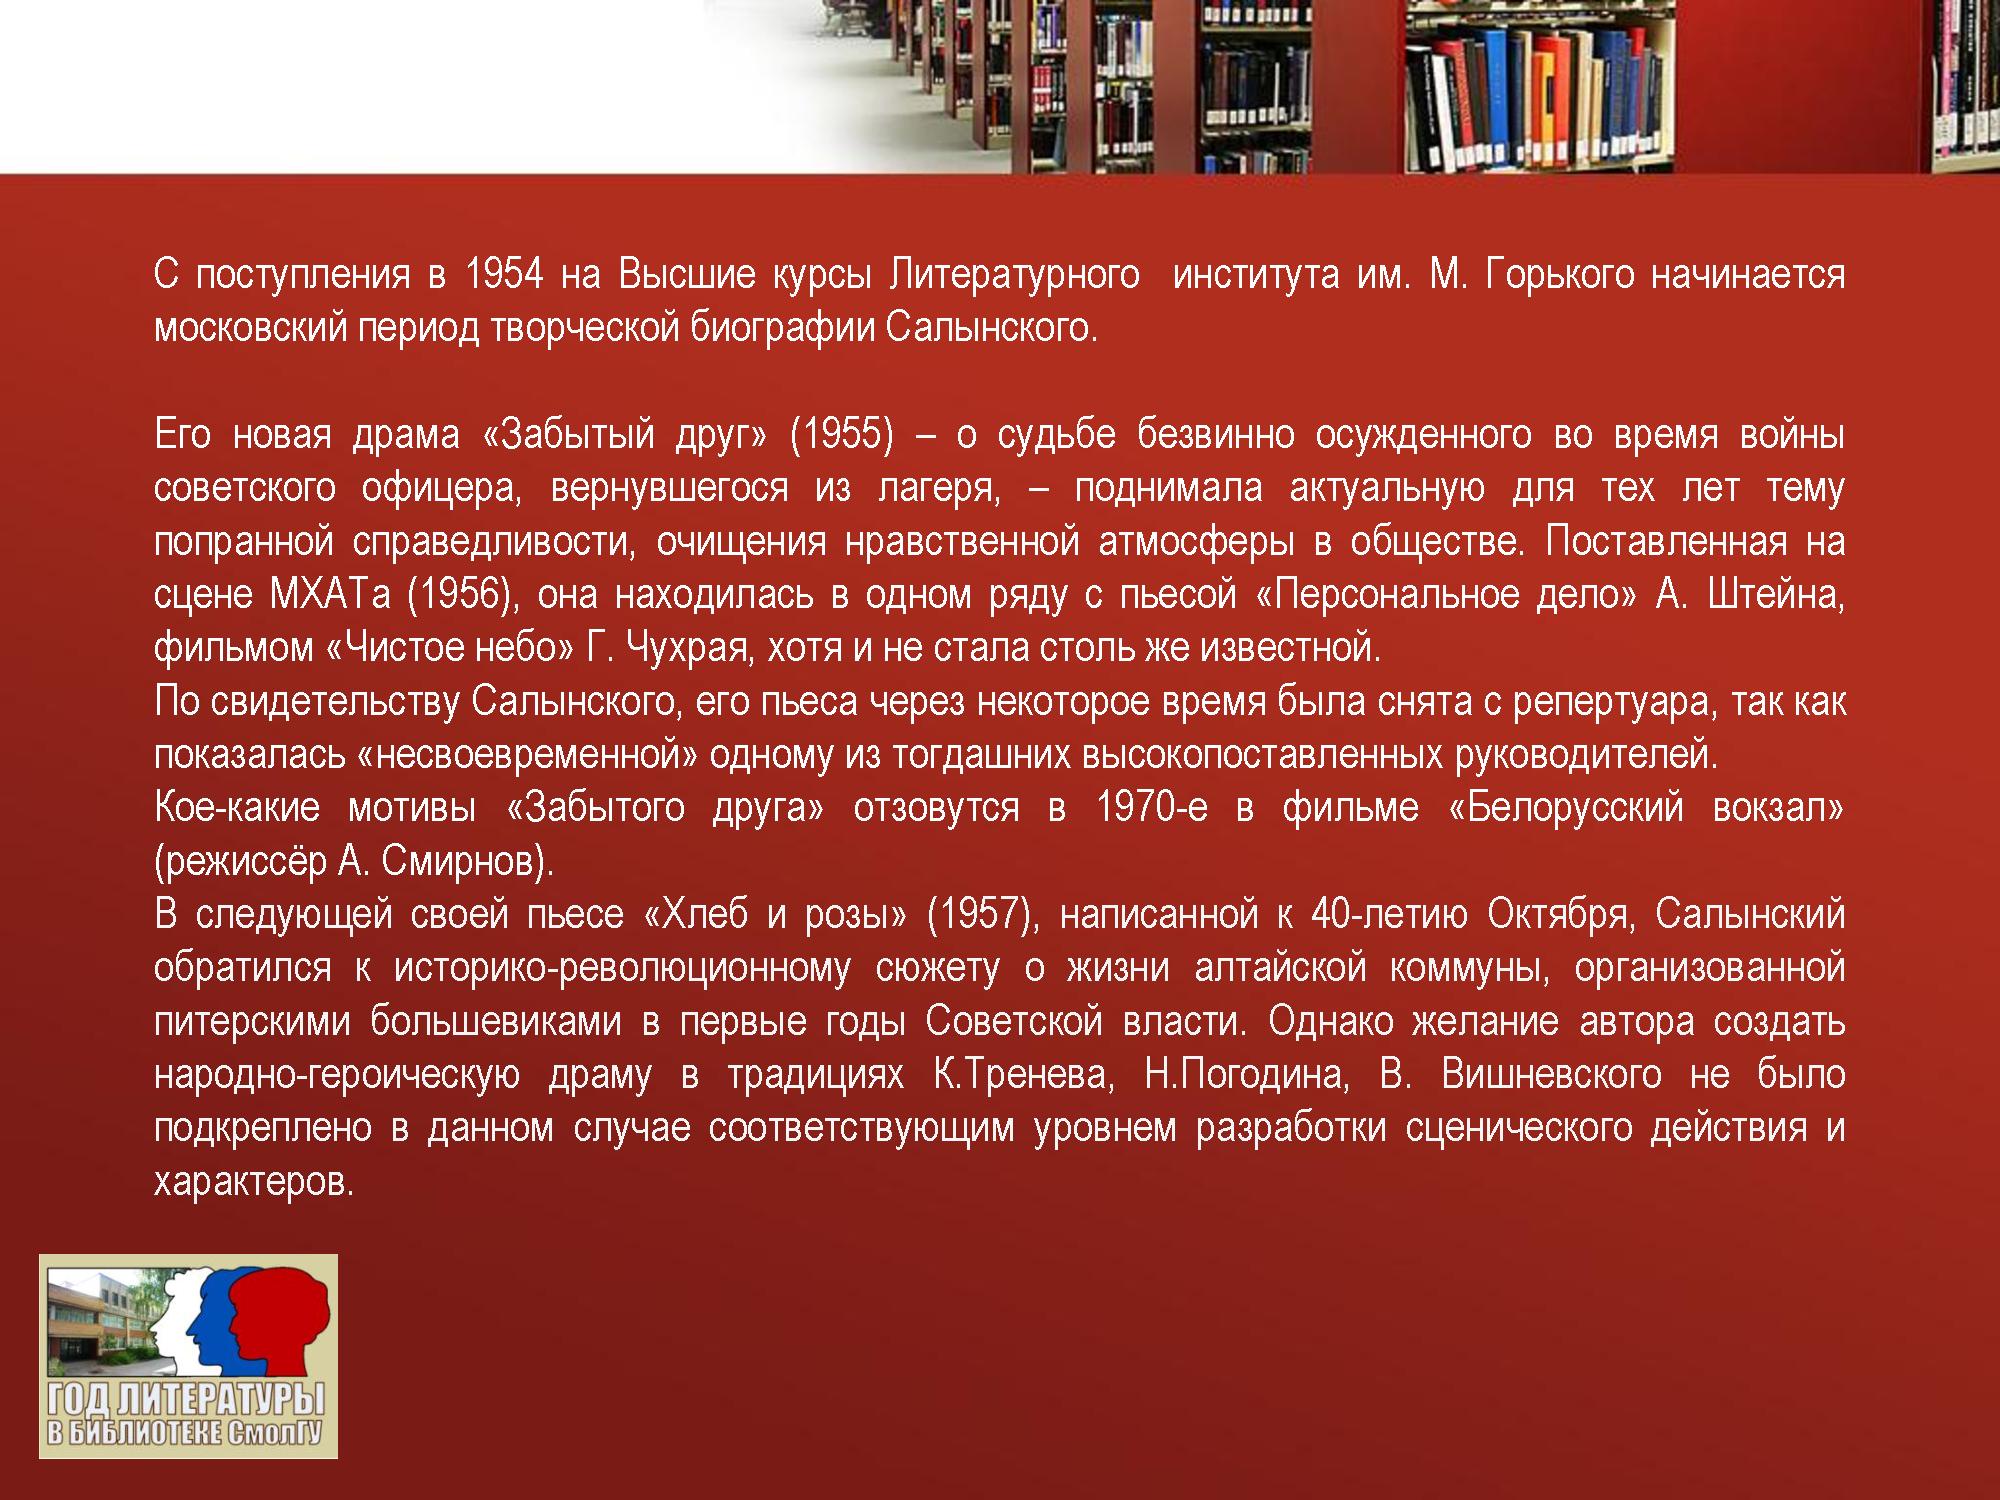 С поступления в 1954 на Высшие курсы Литературного института им. М. Горького начинается
московский период творческой биографии Салынского.
Его новая драма «Забытый друг» (1955) – о судьбе безвинно осужденного во время войны
советского офицера, вернувшегося из лагеря, – поднимала актуальную для тех лет тему
попранной справедливости, очищения нравственной атмосферы в обществе. Поставленная на
сцене МХАТа (1956), она находилась в одном ряду с пьесой «Персональное дело» А. Штейна,
фильмом «Чистое небо» Г. Чухрая, хотя и не стала столь же известной.
По свидетельству Салынского, его пьеса через некоторое время была снята с репертуара, так как
показалась «несвоевременной» одному из тогдашних высокопоставленных руководителей.
Кое-какие мотивы «Забытого друга» отзовутся в 1970-е в фильме «Белорусский вокзал»
(режиссёр А. Смирнов).
В следующей своей пьесе «Хлеб и розы» (1957), написанной к 40-летию Октября, Салынский
обратился к историко-революционному сюжету о жизни алтайской коммуны, организованной
питерскими большевиками в первые годы Советской власти. Однако желание автора создать
народно-героическую драму в традициях К.Тренева, Н.Погодина, В. Вишневского не было
подкреплено в данном случае соответствующим уровнем разработки сценического действия и
характеров.
ГОД ЛИТЕРАТУРЫ
В БИБЛИОТЕКЕ СмолГУ